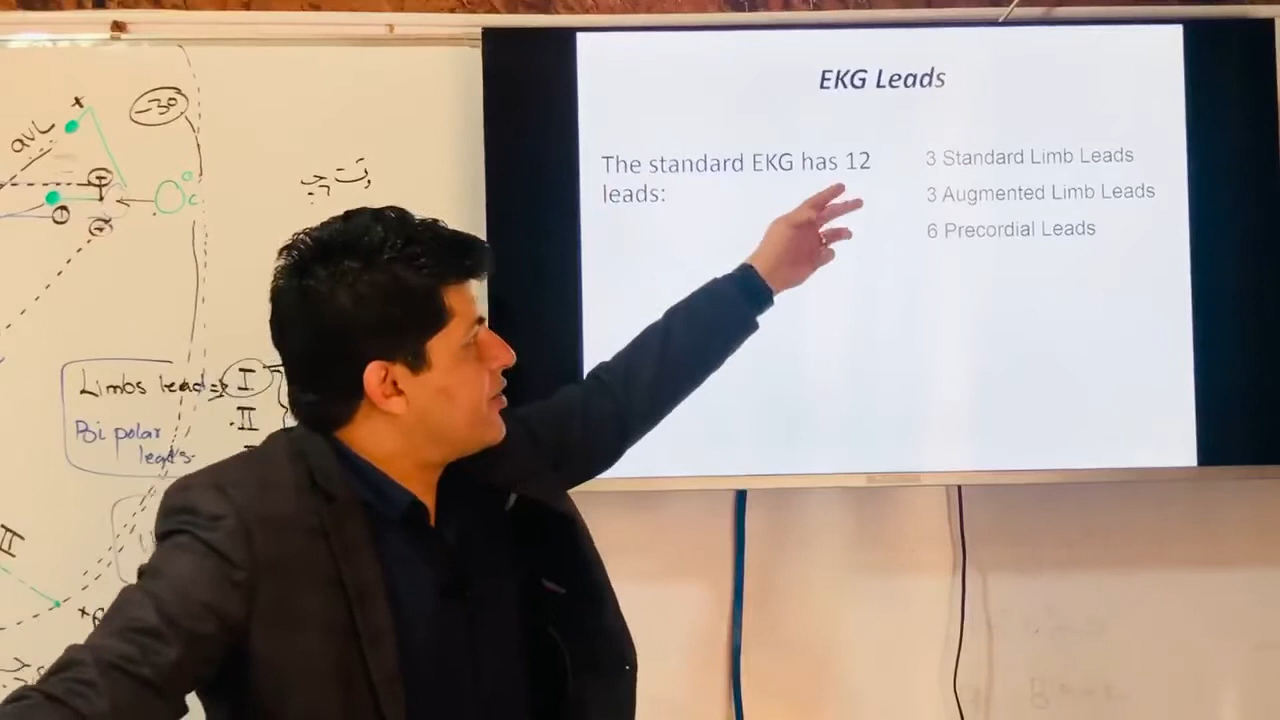 EKG Leads
The standard EKG has 12
leads:
3 Standard Limb Leads
3 Augmented Limb Leads
6 Precordial Leads
-30
avL
Limbs lead => I
II
Bi polar
leads